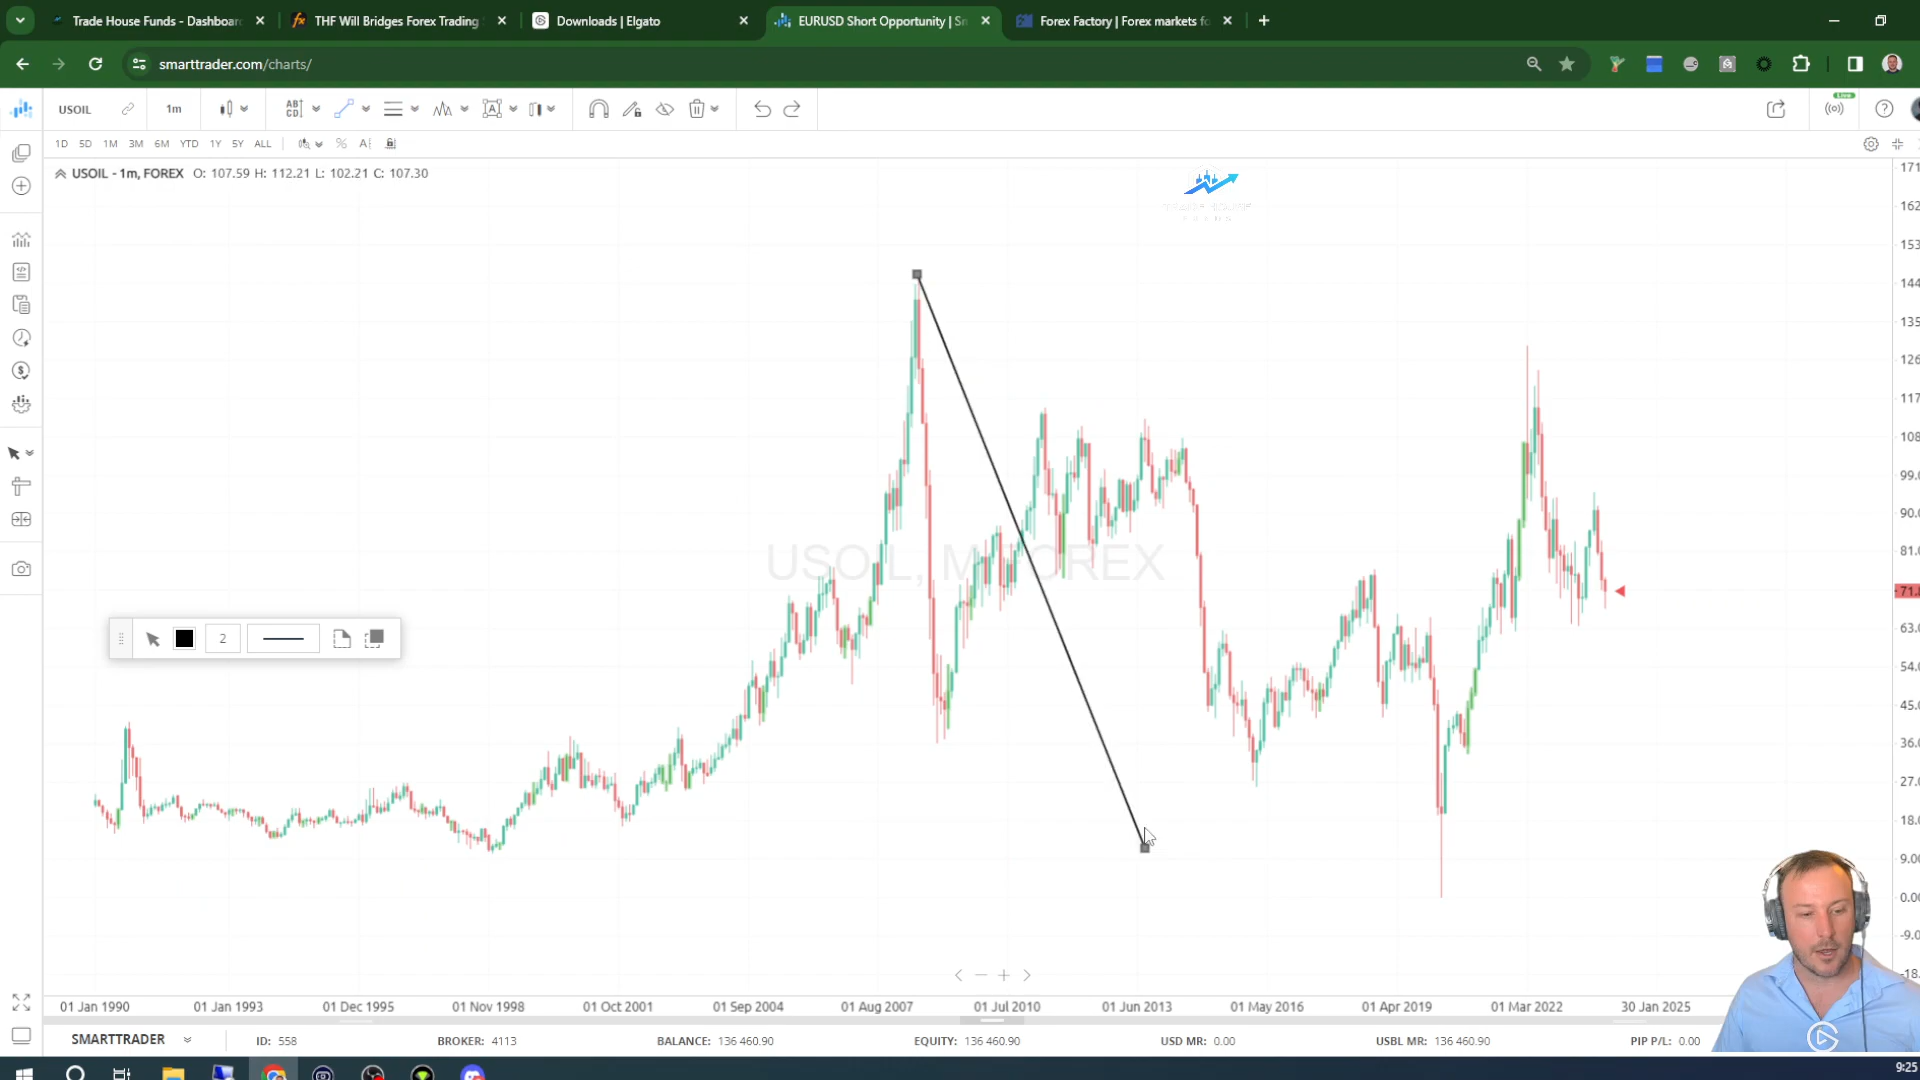 Trade House Funds - Dashboar
THF Will Bridges Forex Trading
Downloads | Elgato
EURUSD Short Opportunity | Sm
Forex Factory | Forex markets fo
smarttrader.com/charts/
USOIL
1m
AB
CD
A
Live
1D 5D 1M 3M 6M YTD 1Y 5Y ALL
%
USOIL - 1m, FOREX O: 107.59 H: 112.21 L: 102.21 C: 107.30
USOIL, M, FOREX
171
162
153
144
135
126
117
108
99.0
90.0
81.0
71.
63.0
54.0
45.0
36.0
27.0
18.0
9.00
0.00
-9.0
-18.
2
01 Jan 1990
01 Jan 1993
01 Dec 1995
01 Nov 1998
01 Oct 2001
01 Sep 2004
01 Aug 2007
01 Jul 2010
01 Jun 2013
01 May 2016
01 Apr 2019
01 Mar 2022
30 Jan 2025
SMARTTRADER
ID: 558
BROKER: 4113
BALANCE: 136 460.90
EQUITY: 136 460.90
USD MR: 0.00
USBL MR: 136 460.90
PIP P/L: 0.00
9:25